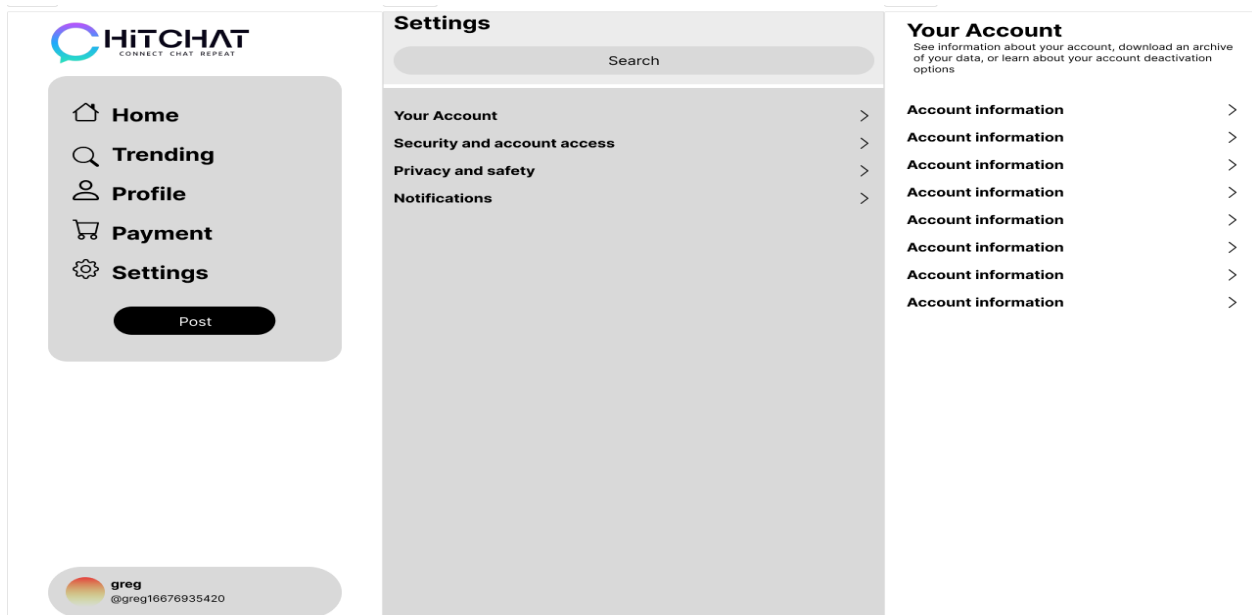 HiTCHAT
CONNECT CHAT REPEAT
Home
Trending
Profile
Payment
Settings
Post
greg
@greg16676935420
Settings
Search
Your Account
Security and account access
Privacy and safety
Notifications
Your Account
See information about your account, download an archive
of your data, or learn about your account deactivation
options
Account information
Account information
Account information
Account information
Account information
Account information
Account information
Account information